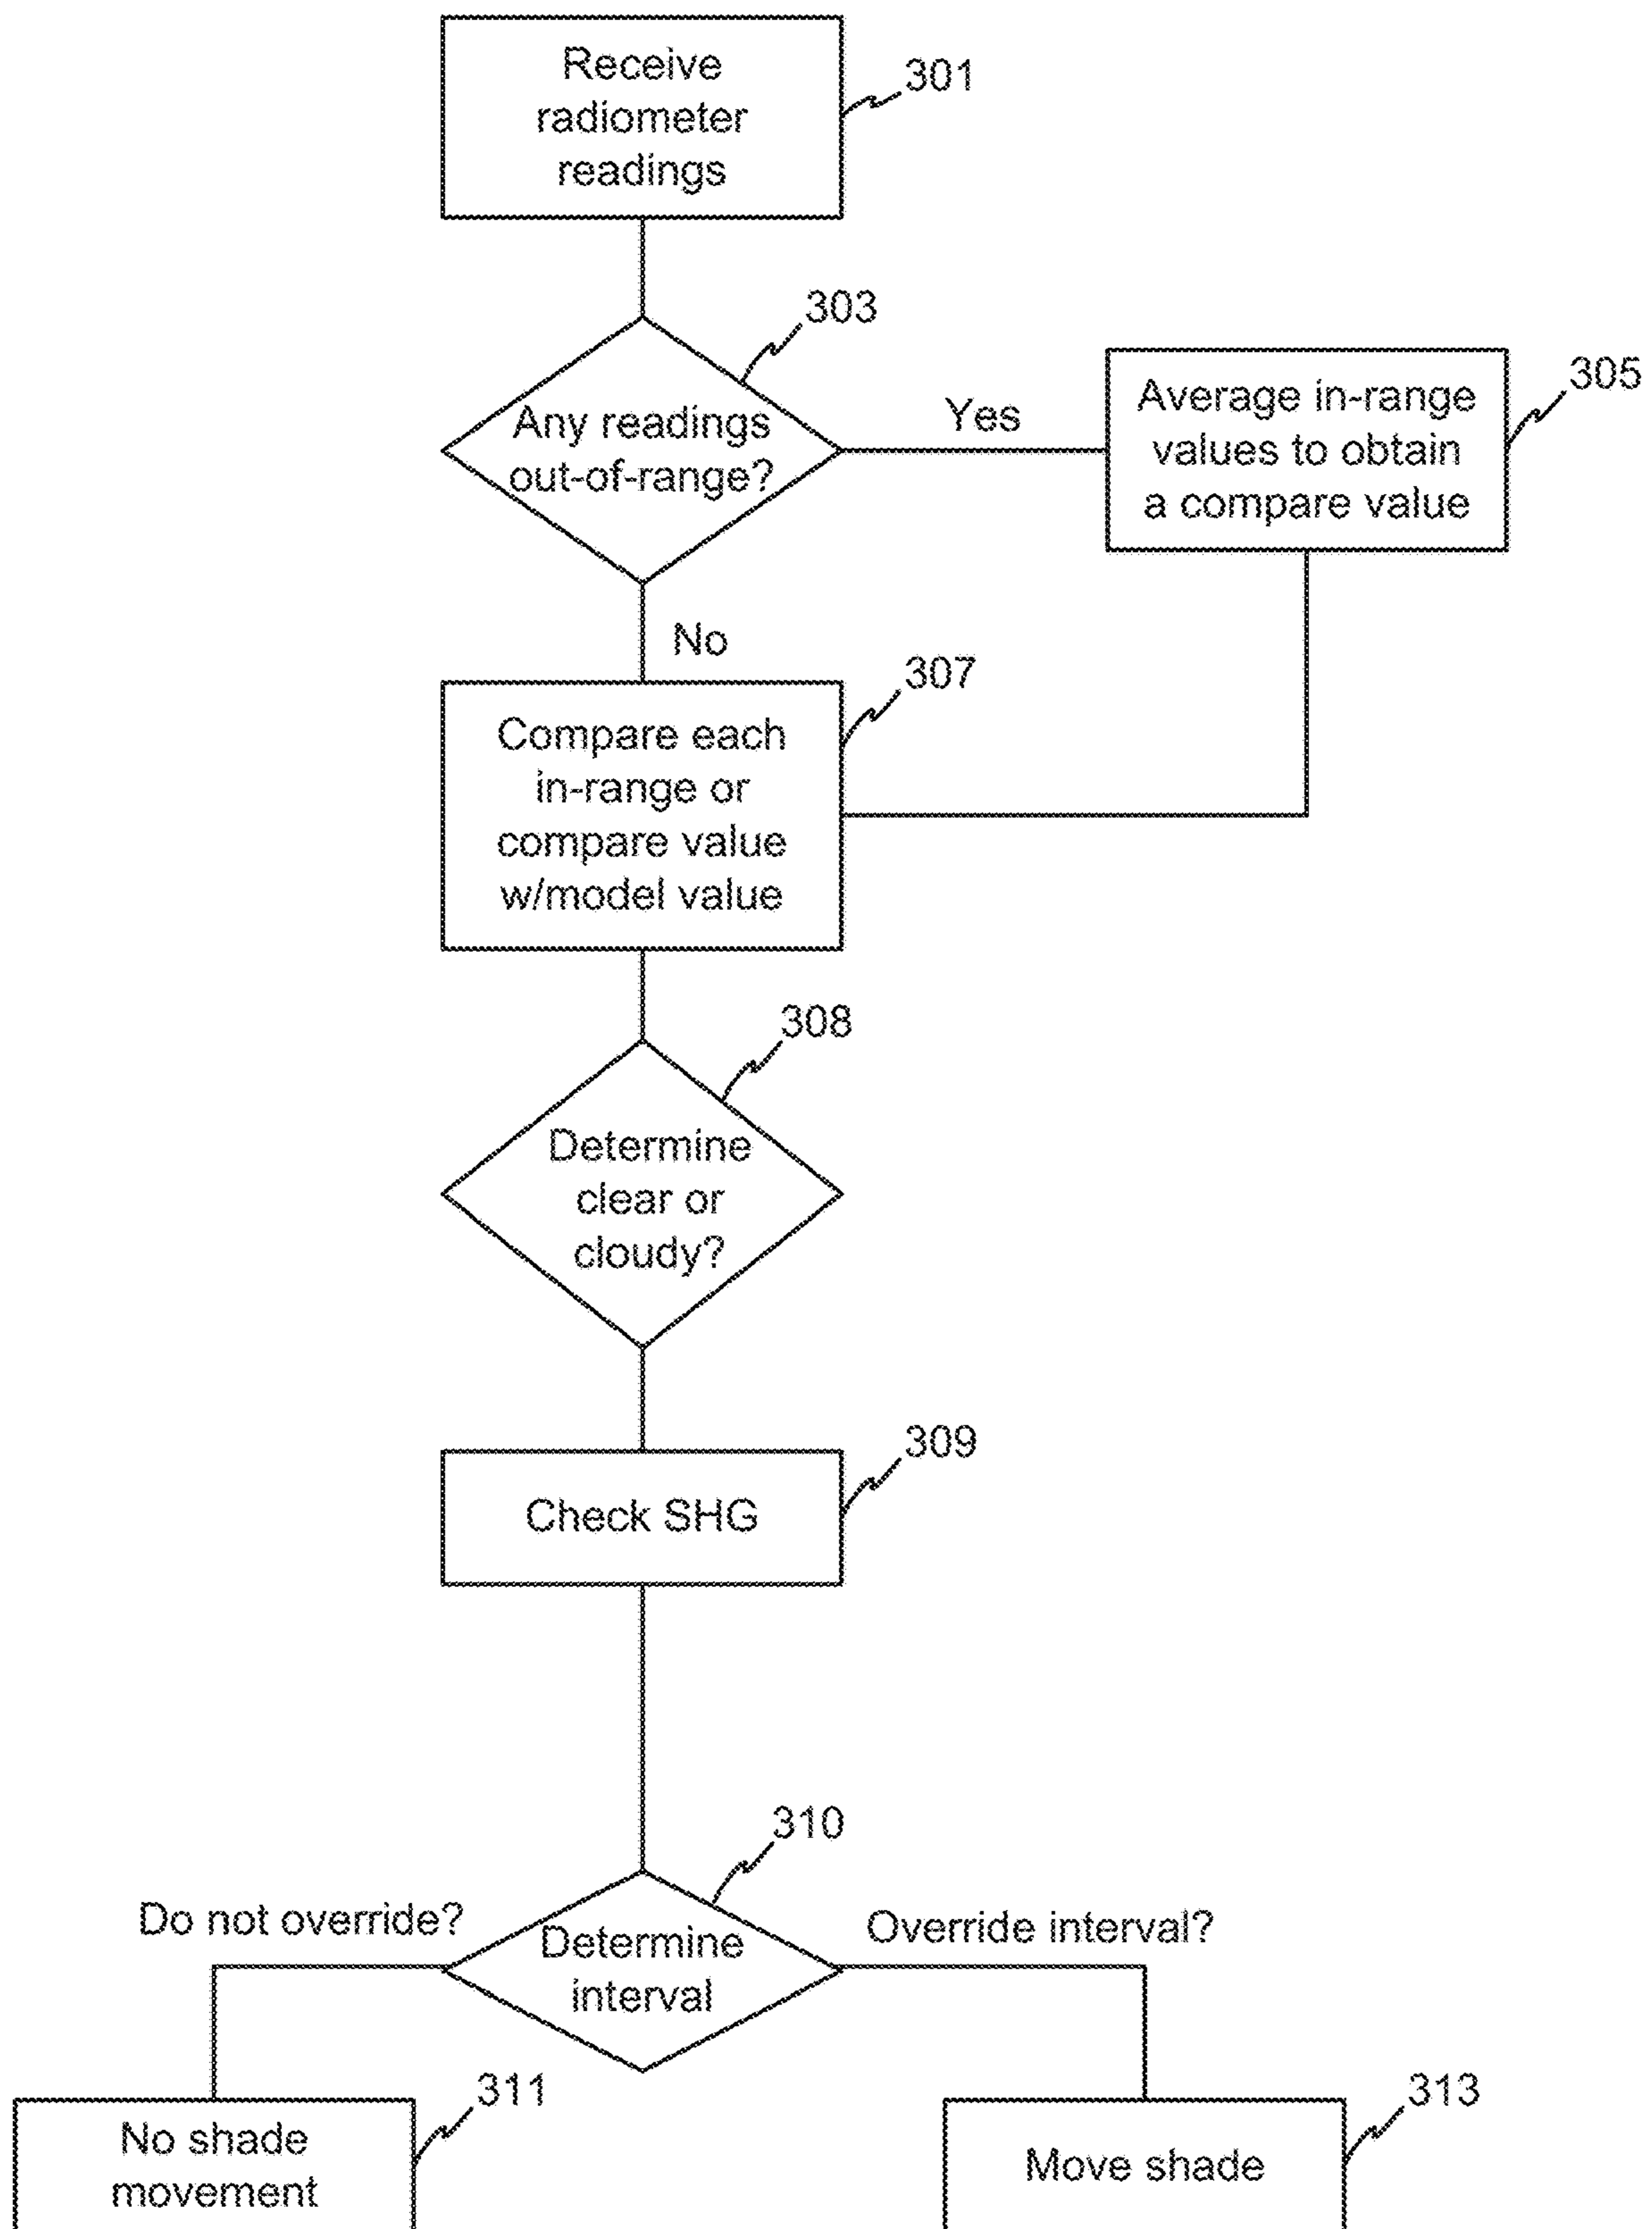 Receive
radiometer
readings
301
303
Any readings
out-of-range?
Yes
Average in-range
values to obtain
a compare value
305
No
307
Compare each
in-range or
compare value
w/model value
308
Determine
clear or
cloudy?
309
Check SHG
310
Do not override?
Determine
interval
Override interval?
311
No shade
movement
313
Move shade